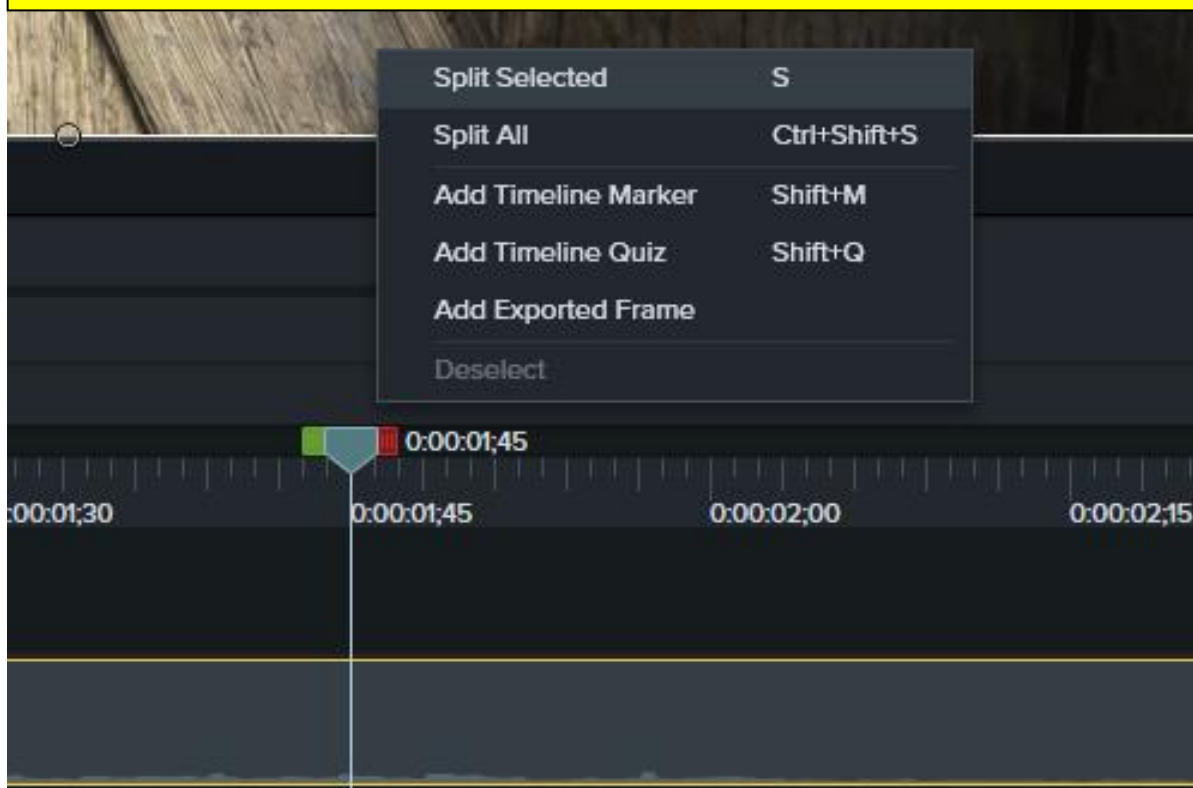 Split Selected S
Split All Ctrl+Shift+S
Add Timeline Marker Shift+M
Add Timeline Quiz Shift+Q
Add Exported Frame
Deselect
0:00:01;45
:00:01;30 0:00:01;45 0:00:02;00 0:00:02;15